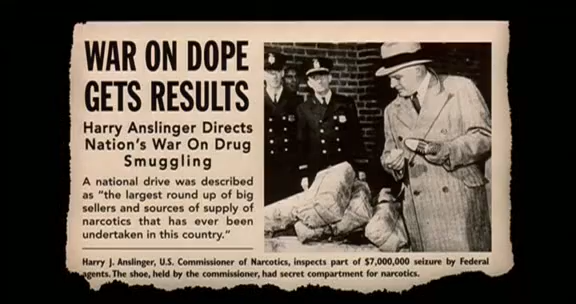 WAR ON DOPE
GETS RESULTS
Harry Anslinger Directs
Nation's War On Drug
Smuggling
A national drive was described
as “the largest round up of big
sellers and sources of supply of
narcotics that has ever been
undertaken in this country.”
Harry J. Anslinger, U.S. Commissioner of Narcotics, inspects part of $7,000,000 seizure by Federal
agents. The shoe, held by the commissioner, had secret compartment for narcotics.